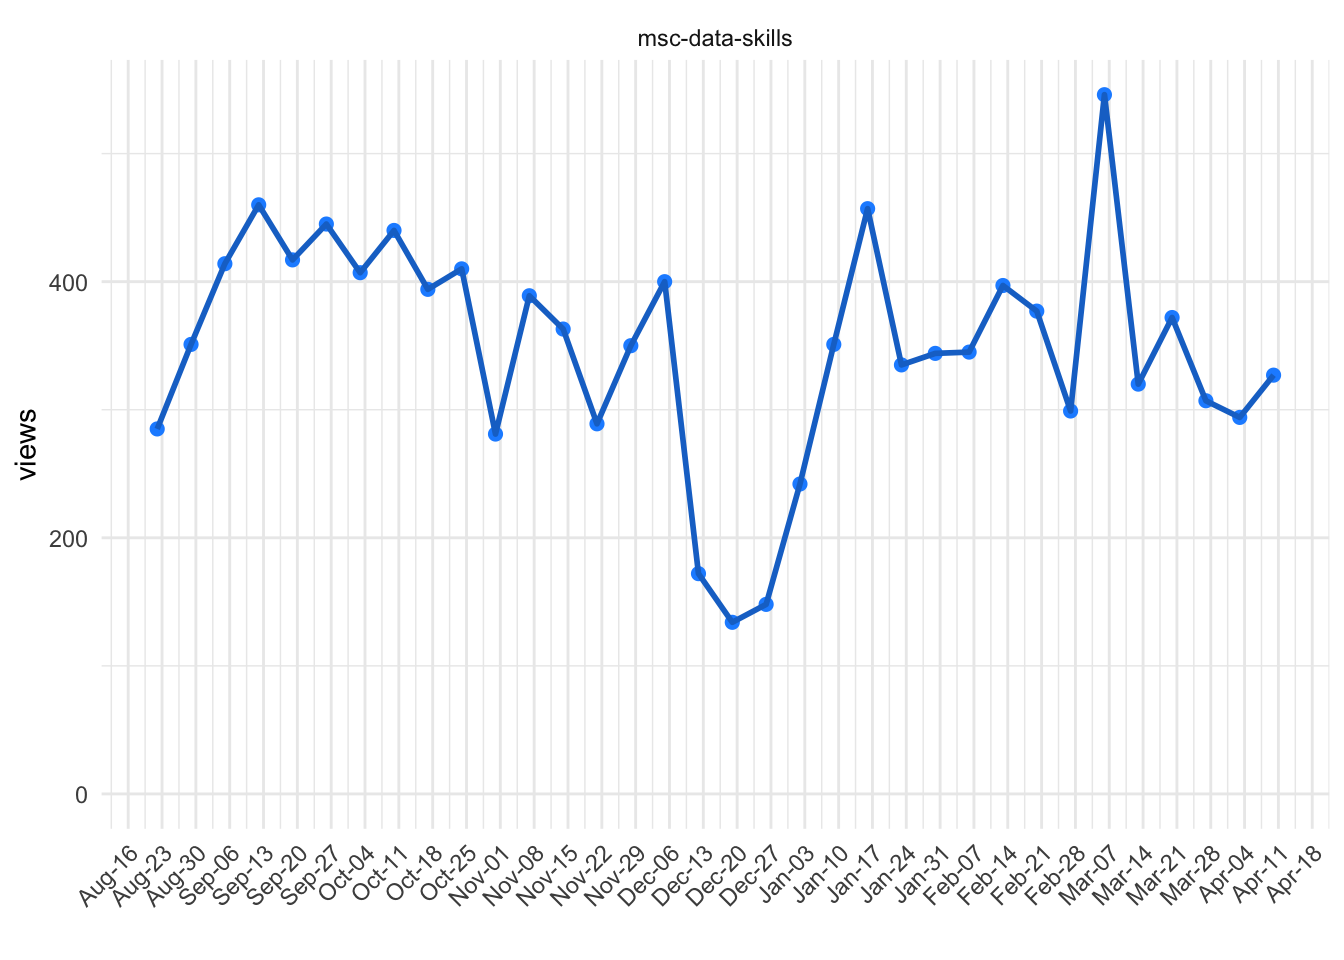 msc-data-skills
views
400
200
0
Aug-16
Aug-23
Aug-30
Sep-06
Sep-13
Sep-20
Sep-27
Oct-04
Oct-11
Oct-18
Oct-25
Nov-01
Nov-08
Nov-15
Nov-22
Nov-29
Dec-06
Dec-13
Dec-20
Dec-27
Jan-03
Jan-10
Jan-17
Jan-24
Jan-31
Feb-07
Feb-14
Feb-21
Feb-28
Mar-07
Mar-14
Mar-21
Mar-28
Apr-04
Apr-11
Apr-18